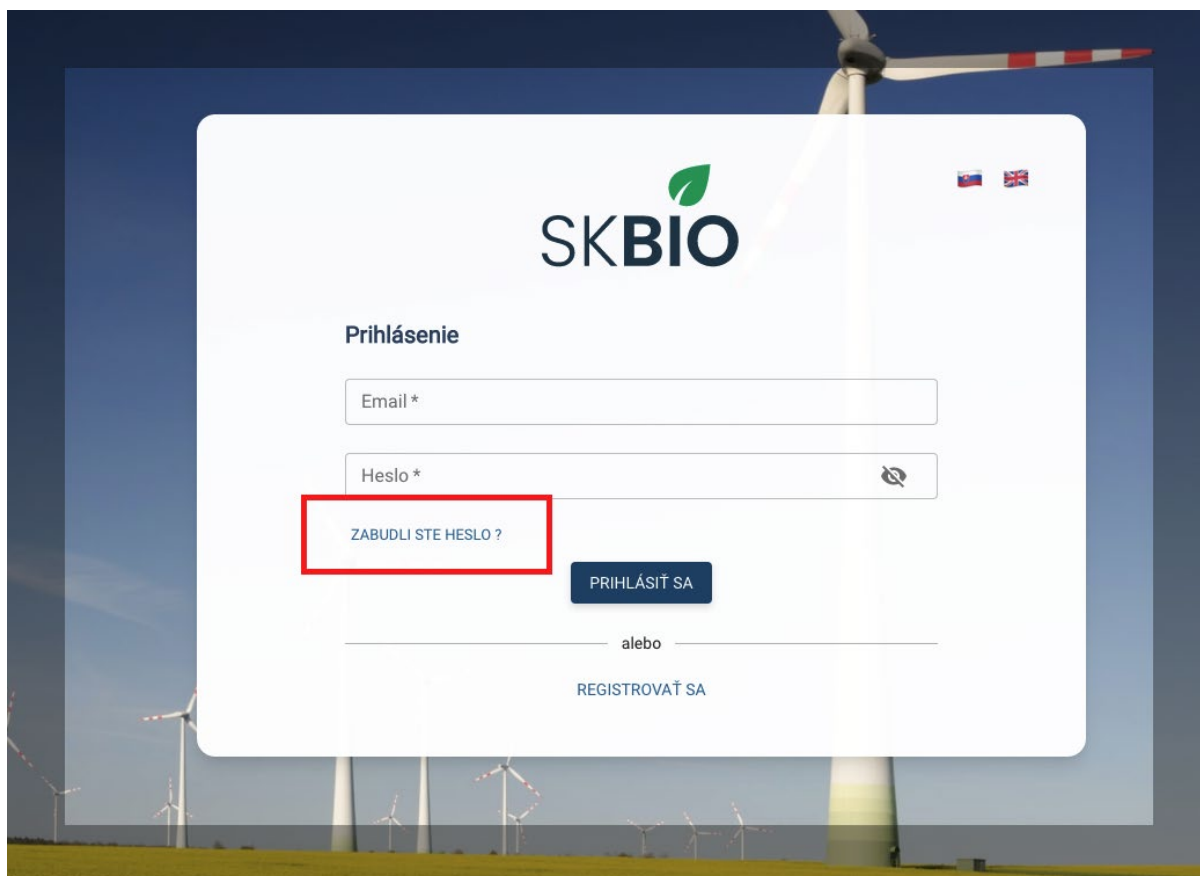 SKBIO
Prihlásenie
Email *
Heslo *
ZABUDLI STE HESLO ?
PRIHLÁSIŤ SA
alebo
REGISTROVAŤ SA